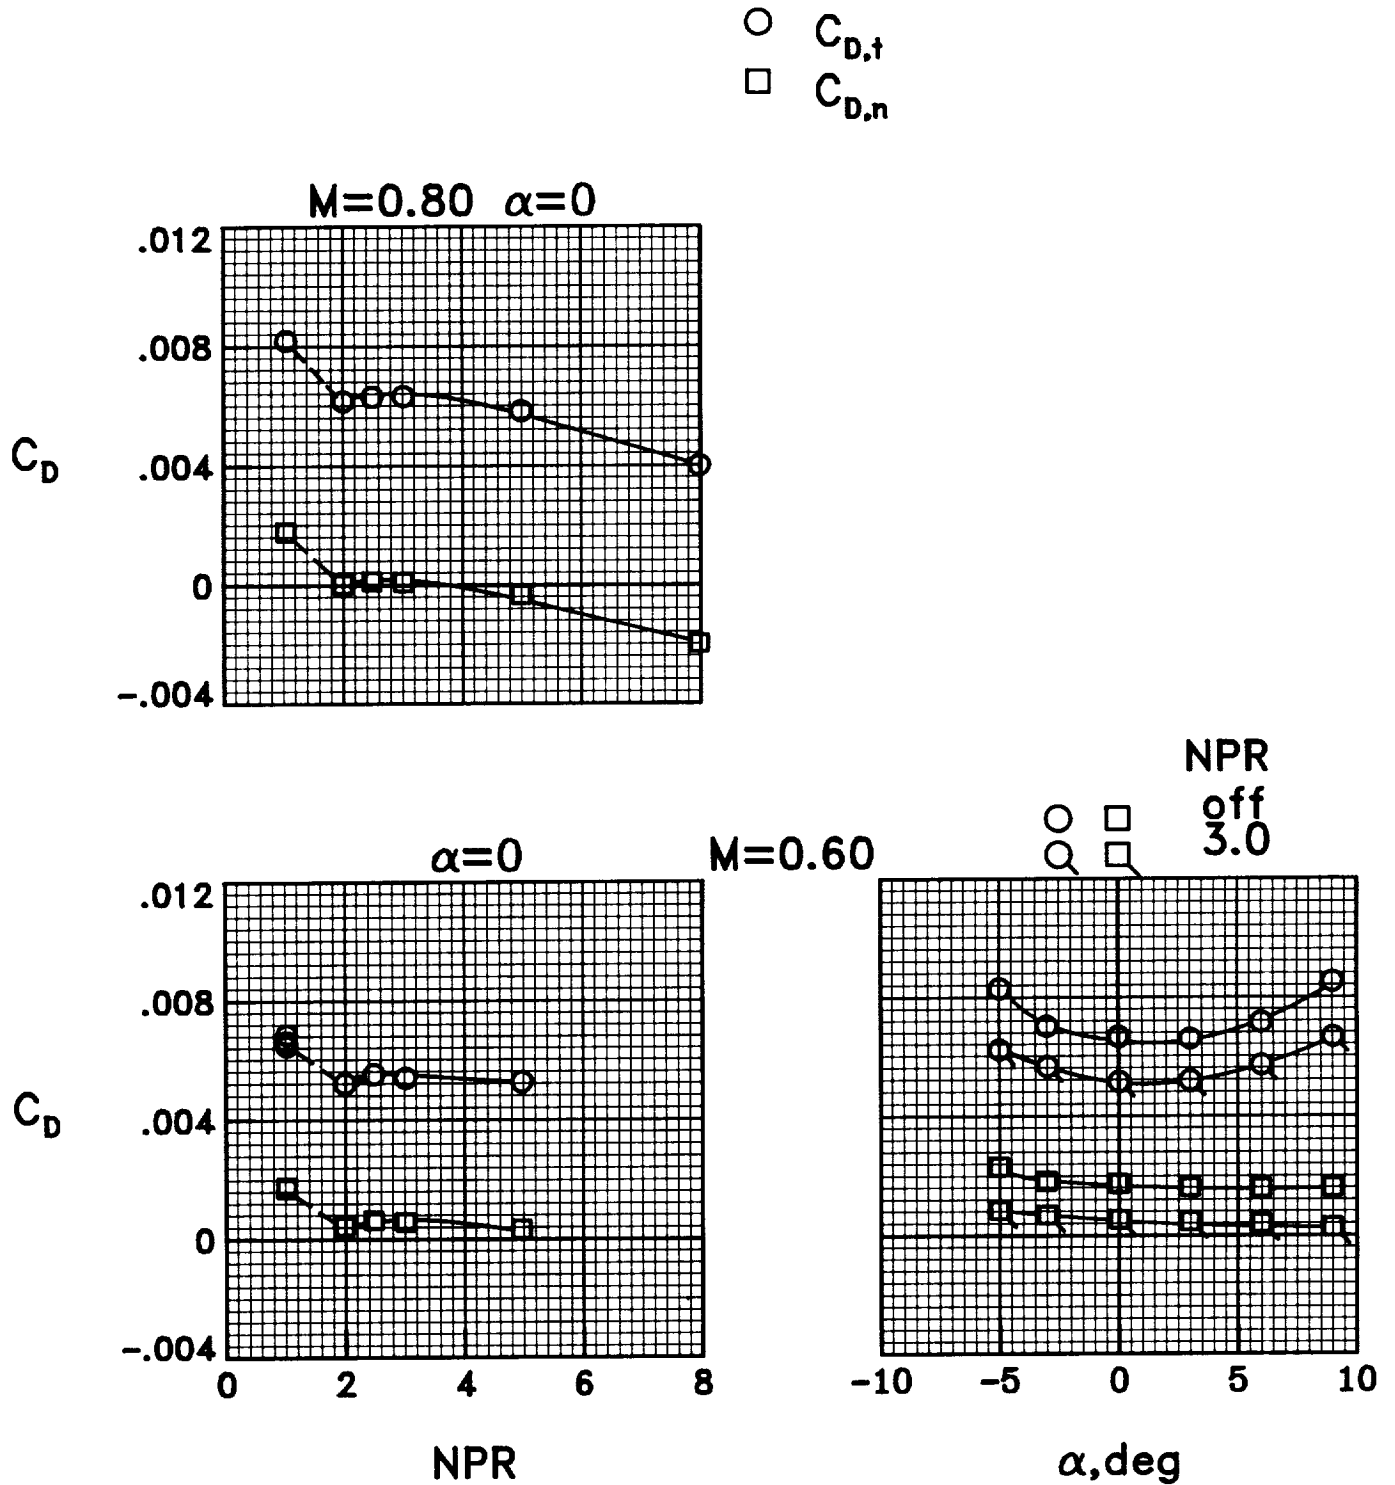 C_D,t
C_D,n
M=0.80 α=0
.012
.008
.004
0
-.004
C_D
NPR
off
3.0
α=0
M=0.60
.012
.008
.004
0
-.004
C_D
0 2 4 6 8
NPR
-10 -5 0 5 10
α,deg